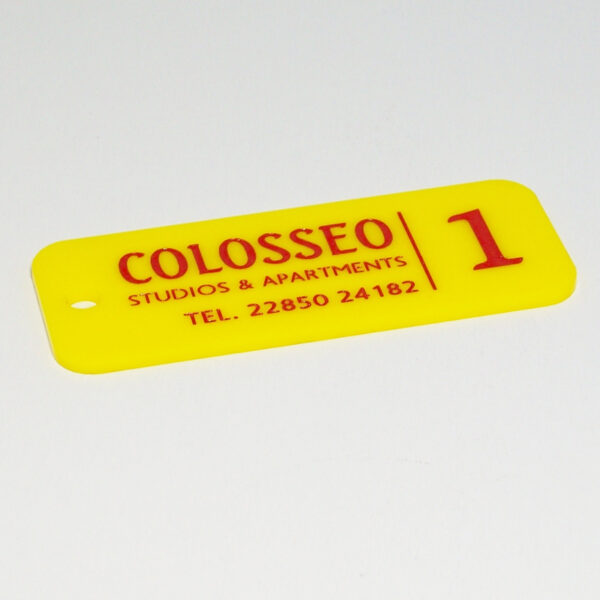 COLOSSEO
STUDIOS & APARTMENTS
TEL. 22850 24182
1